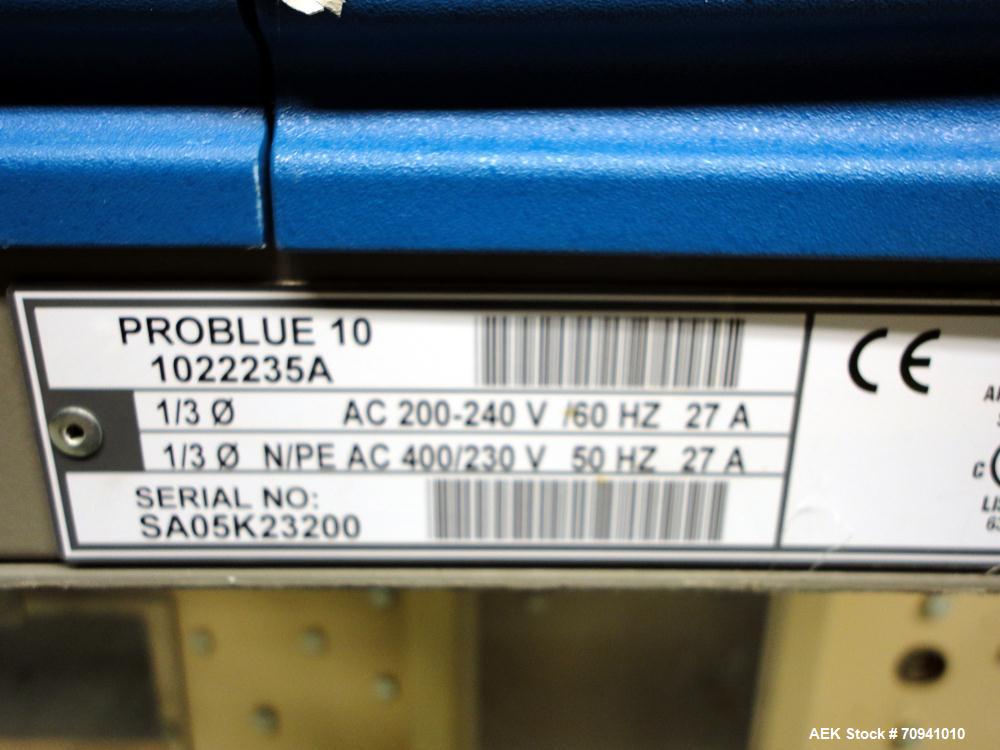 PROBLUE 10
1022235A
1/3 Ø AC 200-240 V /60 HZ 27 A
1/3 Ø N/PE AC 400/230 V 50 HZ 27 A
SERIAL NO:
SA05K23200
CE
C
AEK Stock # 70941010